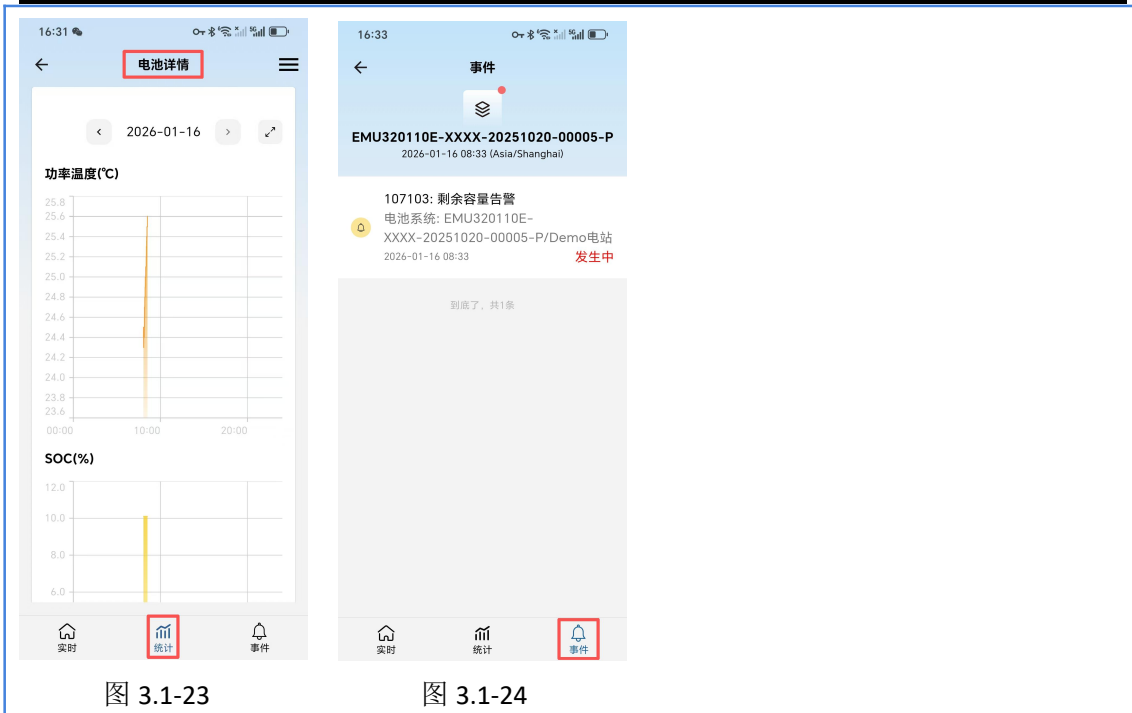 16:31
电池详情
2026-01-16
功率温度(℃)
25.8
25.6
25.4
25.2
25.0
24.8
24.6
24.4
24.2
24.0
23.8
23.6
00:00 10:00 20:00
SOC(%)
12.0
10.0
8.0
6.0
实时 统计 事件
图 3.1-23
16:33
事件
EMU320110E-XXXX-20251020-00005-P
2026-01-16 08:33 (Asia/Shanghai)
107103: 剩余容量告警
电池系统: EMU320110E-
XXXX-20251020-00005-P/Demo电站
2026-01-16 08:33 发生中
到底了，共1条
实时 统计 事件
图 3.1-24